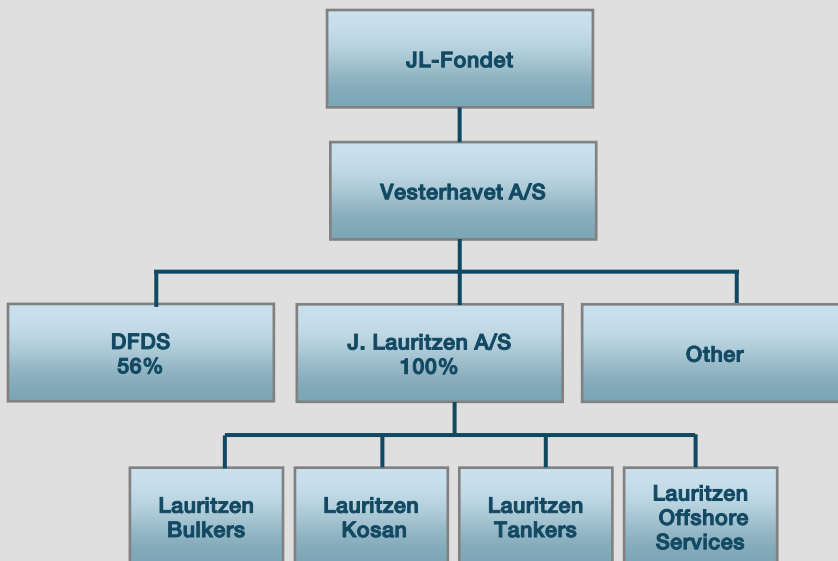 JL-Fondet
Vesterhavet A/S
DFDS
56%
J. Lauritzen A/S
100%
Other
Lauritzen
Bulkers
Lauritzen
Kosan
Lauritzen
Tankers
Lauritzen
Offshore
Services